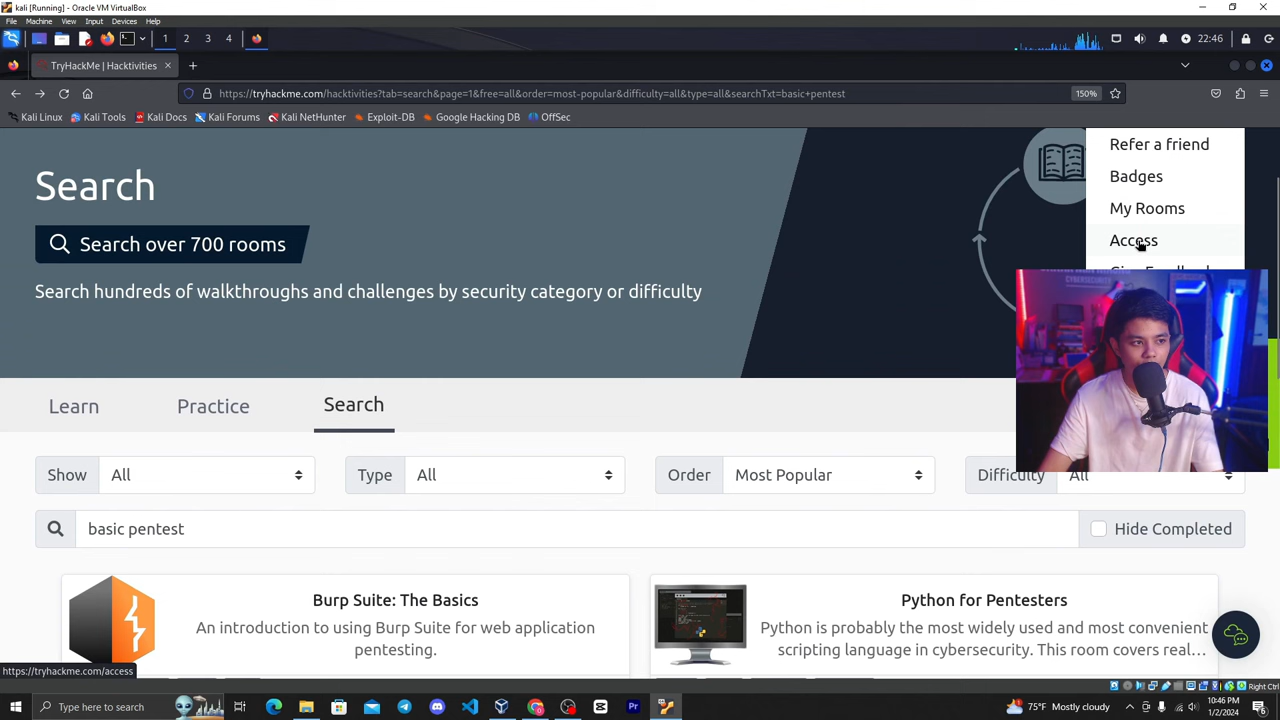 kali [Running] - Oracle VM VirtualBox
File Machine View Input Devices Help
1 2 3 4 22:46
TryHackMe | Hacktivities
https://tryhackme.com/hacktivities?tab=search&page=1&free=all&order=most-popular&difficulty=all&type=all&searchTxt=basic+pentest 150%
Kali Linux Kali Tools Kali Docs Kali Forums Kali NetHunter Exploit-DB Google Hacking DB OffSec
Refer a friend
Badges
My Rooms
Access
Search
Search over 700 rooms
Search hundreds of walkthroughs and challenges by security category or difficulty
Learn Practice Search
Show All Type All Order Most Popular Difficulty All
basic pentest Hide Completed
Burp Suite: The Basics
An introduction to using Burp Suite for web application
pentesting.
Python for Pentesters
Python is probably the most widely used and most convenient
scripting language in cybersecurity. This room covers real…
https://tryhackme.com/access
Right Ctrl
Type here to search
75°F Mostly cloudy
10:46 PM
1/2/2024